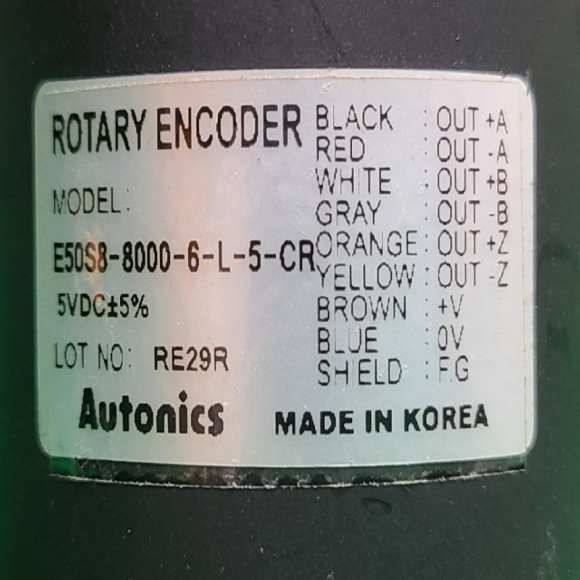 ROTARY ENCODER
MODEL:
E50S8-8000-6-L-5-CR
5VDC±5%
LOT NO: RE29R
BLACK : OUT +A
RED : OUT -A
WHITE : OUT +B
GRAY : OUT -B
ORANGE : OUT +Z
YELLOW : OUT -Z
BROWN : +V
BLUE : 0V
SHIELD : F.G
Autonics
MADE IN KOREA